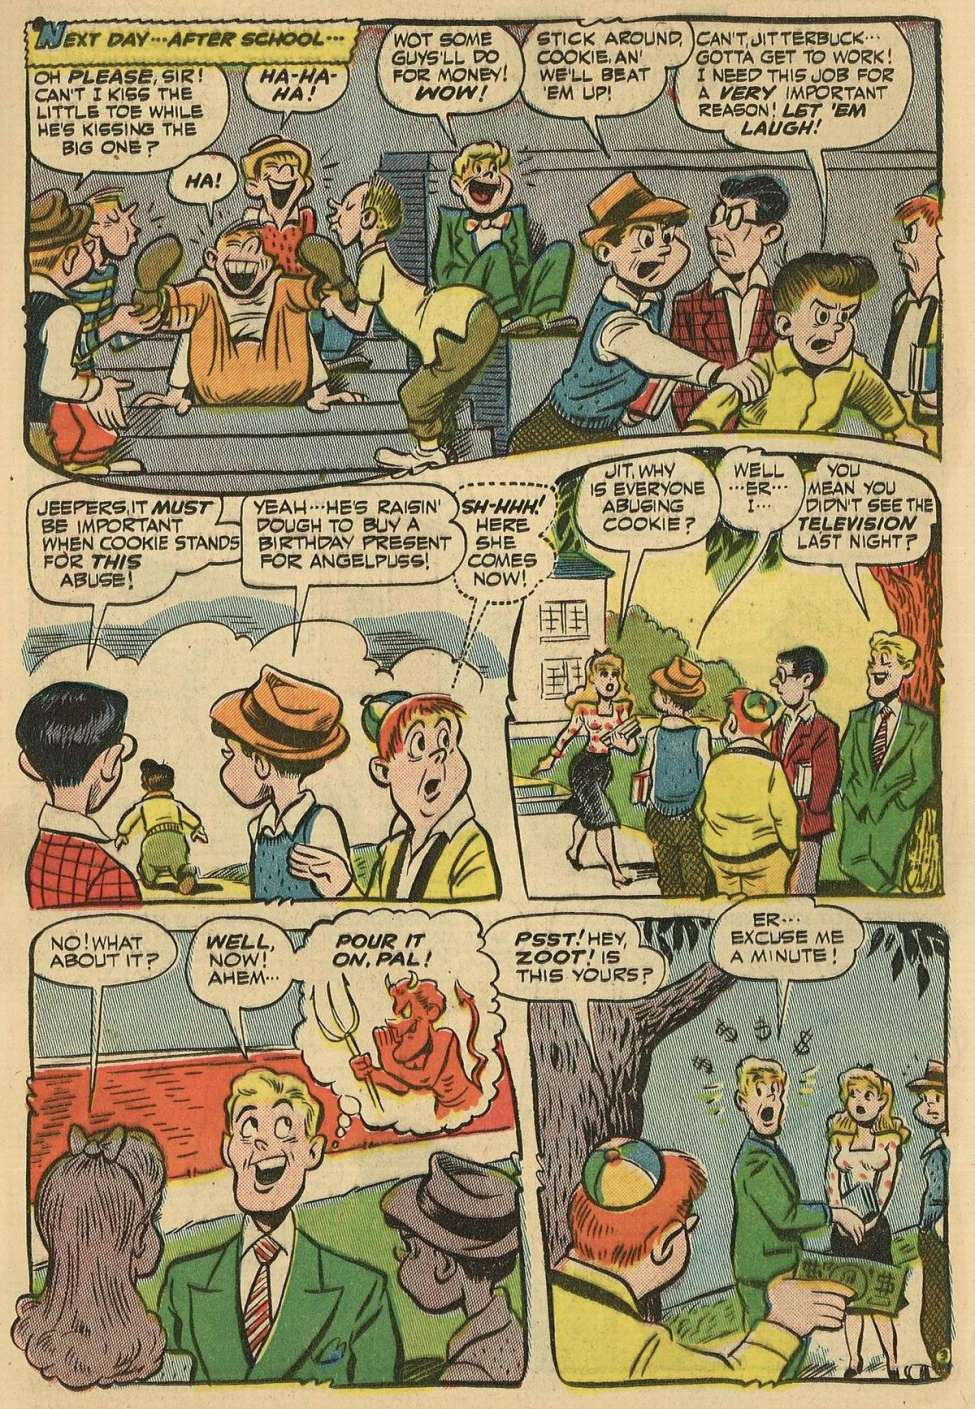 NEXT DAY...AFTER SCHOOL...
OH PLEASE, SIR!
CAN'T I KISS THE
LITTLE TOE WHILE
HE'S KISSING THE
BIG ONE?
HA!
HA-HA-
HA!
WOT SOME
GUYS'LL DO
FOR MONEY!
WOW!
STICK AROUND,
COOKIE, AN'
WE'LL BEAT
'EM UP!
CAN'T, JITTERBUCK...
GOTTA GET TO WORK!
I NEED THIS JOB FOR
A VERY IMPORTANT
REASON! LET 'EM
LAUGH!
JEEPERS, IT MUST
BE IMPORTANT
WHEN COOKIE STANDS
FOR THIS
ABUSE!
YEAH...HE'S RAISIN'
DOUGH TO BUY A
BIRTHDAY PRESENT
FOR ANGELPUSS!
SH-HHH!
HERE
SHE
COMES
NOW!
JIT, WHY
IS EVERYONE
ABUSING
COOKIE?
WELL
...ER...
I...
YOU
MEAN YOU
DIDN'T SEE THE
TELEVISION
LAST NIGHT?
NO! WHAT
ABOUT IT?
WELL,
NOW!
AHEM...
POUR IT
ON, PAL!
PSST! HEY,
ZOOT! IS
THIS YOURS?
ER...
EXCUSE ME
A MINUTE!
$ $ $ $
$
3